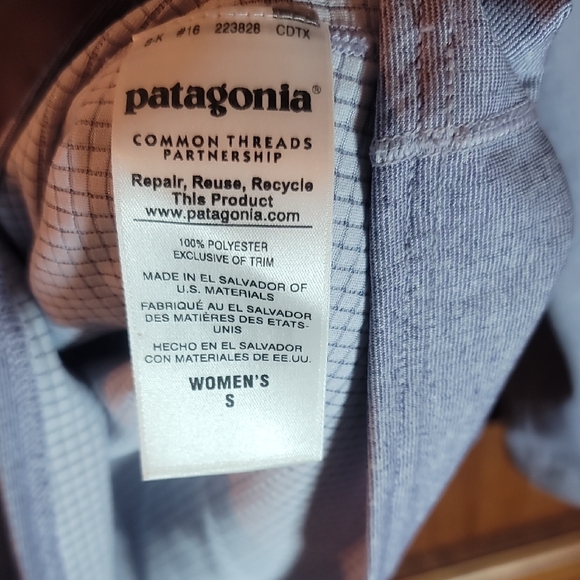 #16 223828 CDTX
patagonia®
COMMON THREADS
PARTNERSHIP
Repair, Reuse, Recycle
This Product
www.patagonia.com
100% POLYESTER
EXCLUSIVE OF TRIM
MADE IN EL SALVADOR OF
U.S. MATERIALS
FABRIQUÉ AU EL SALVADOR
DES MATIÈRES DES ETATS-
UNIS
HECHO EN EL SALVADOR
CON MATERIALES DE EE.UU.
WOMEN'S
S